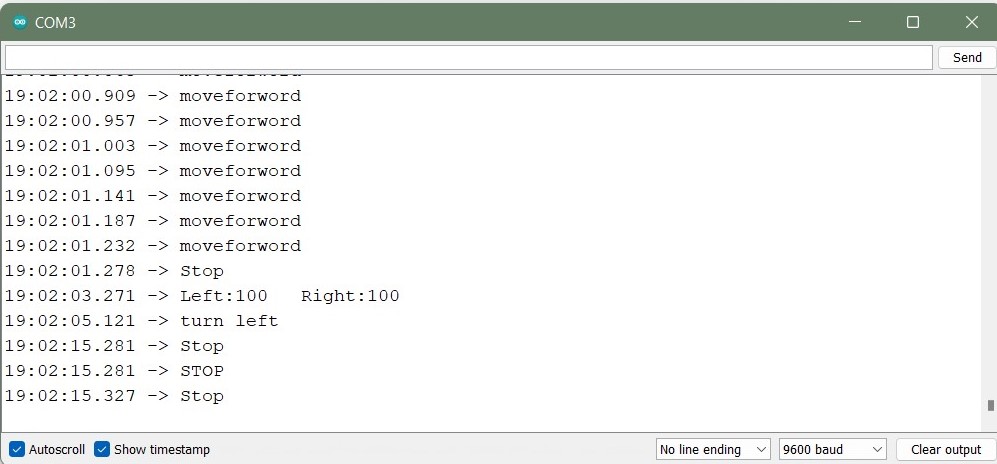 COM3
Send
19:02:00.909 -> moveforword
19:02:00.957 -> moveforword
19:02:01.003 -> moveforword
19:02:01.095 -> moveforword
19:02:01.141 -> moveforword
19:02:01.187 -> moveforword
19:02:01.232 -> moveforword
19:02:01.278 -> Stop
19:02:03.271 -> Left:100   Right:100
19:02:05.121 -> turn left
19:02:15.281 -> Stop
19:02:15.281 -> STOP
19:02:15.327 -> Stop
Autoscroll Show timestamp No line ending 9600 baud Clear output